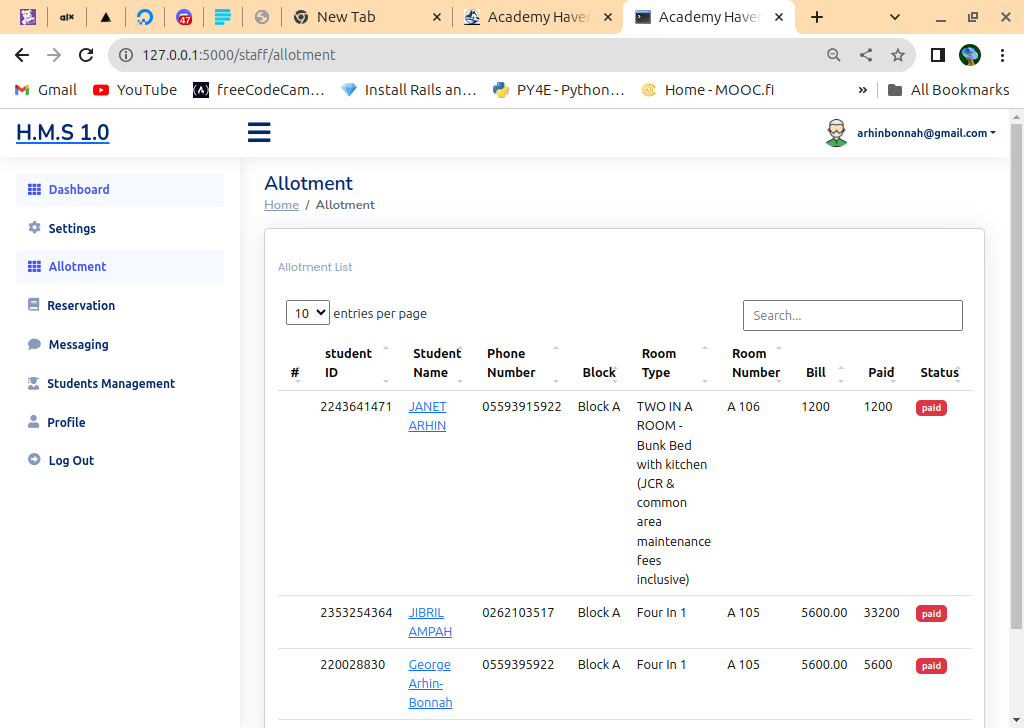 alx
47
New Tab
Academy Haven
Academy Haven
127.0.0.1:5000/staff/allotment
Gmail
YouTube
freeCodeCam...
Install Rails an...
PY4E - Python...
Home - MOOC.fi
»
All Bookmarks
H.M.S 1.0
arhinbonnah@gmail.com
Dashboard
Settings
Allotment
Reservation
Messaging
Students Management
Profile
Log Out
Allotment
Home / Allotment
Allotment List
10 entries per page
Search...
# student ID Student Name Phone Number Block Room Type Room Number Bill Paid Status
2243641471 JANET 05593915922 Block A TWO IN A A 106 1200 1200 paid
ARHIN ROOM -
Bunk Bed
with kitchen
(JCR &
common
area
maintenance
fees
inclusive)
2353254364 JIBRIL 0262103517 Block A Four In 1 A 105 5600.00 33200 paid
AMPAH
220028830 George 0559395922 Block A Four In 1 A 105 5600.00 5600 paid
Arhin-
Bonnah